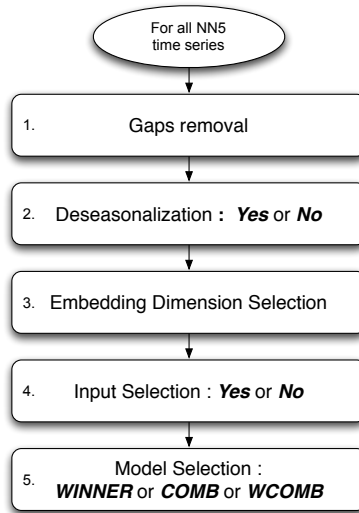 For all NN5
time series
1. Gaps removal
2. Deseasonalization : Yes or No
3. Embedding Dimension Selection
4. Input Selection : Yes or No
5. Model Selection :
WINNER or COMB or WCOMB